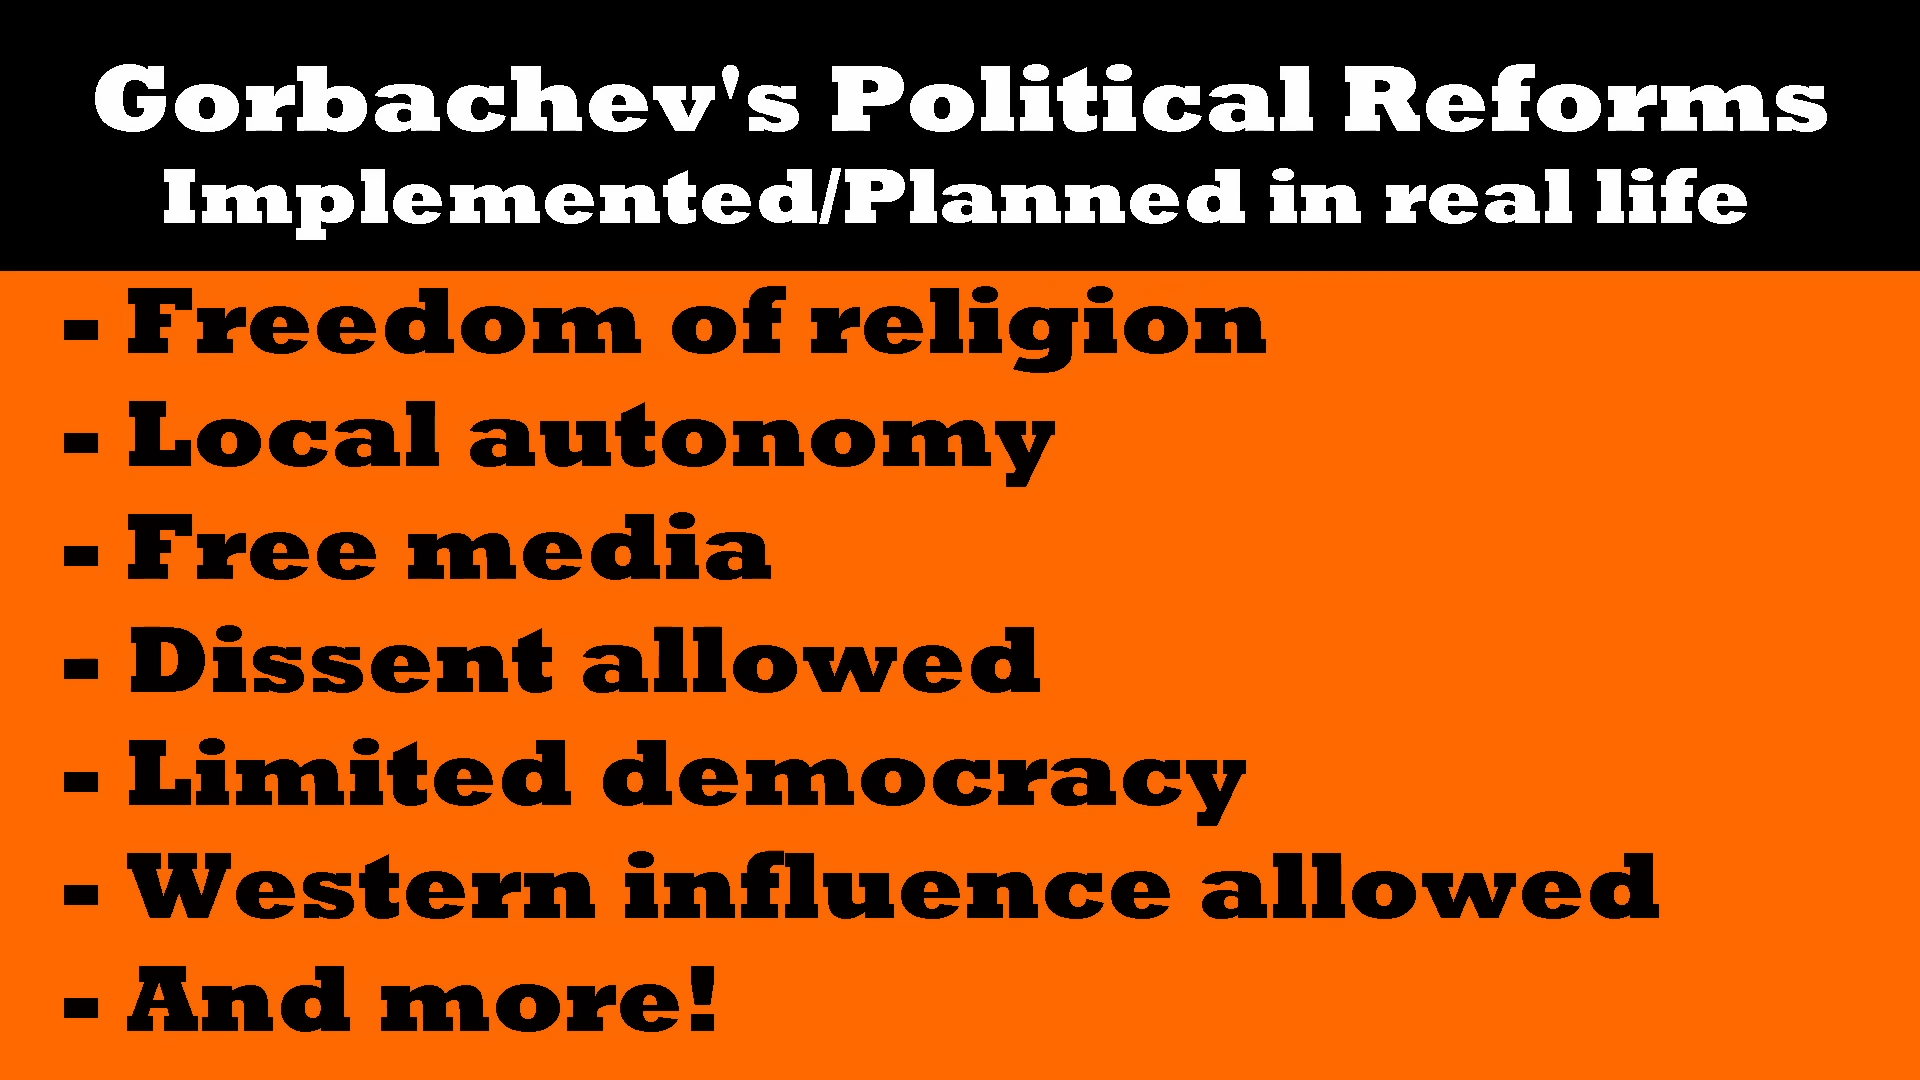 Gorbachev's Political Reforms
Implemented/Planned in real life
- Freedom of religion
- Local autonomy
- Free media
- Dissent allowed
- Limited democracy
- Western influence allowed
- And more!